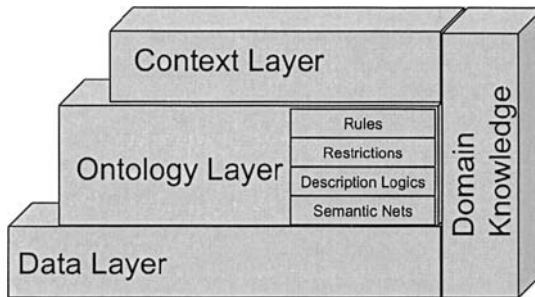 Context Layer
Ontology Layer
Rules
Restrictions
Description Logics
Semantic Nets
Data Layer
Domain
Knowledge